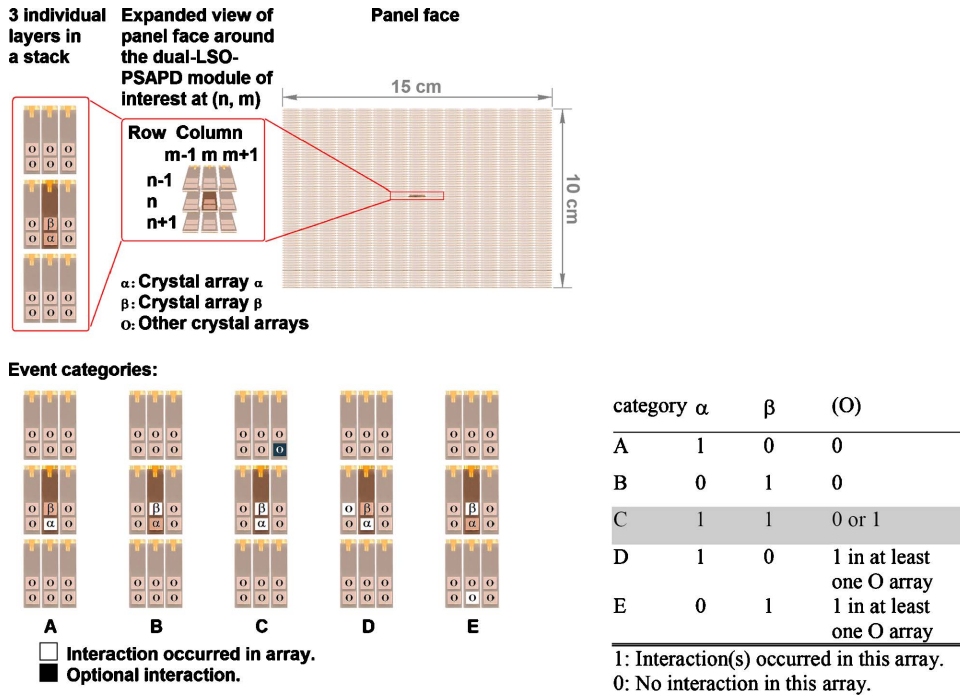 3 individual
layers in
a stack
Expanded view of
panel face around
the dual-LSO-
PSAPD module of
interest at (n, m)
Panel face
15 cm
10 cm
Row Column
m-1 m m+1
n-1
n
n+1
O O O
O O O
O β O
O α O
O O O
O O O
α: Crystal array α
β: Crystal array β
O: Other crystal arrays
Event categories:
O O O O O O O O O O O O O O O
O O O O O O O O O O O O O O O
O β O O β O O β O O β O O β O
O α O O α O O α O O α O O α O
O O O O O O O O O O O O O O O
O O O O O O O O O O O O O O O
A B C D E
Interaction occurred in array.
Optional interaction.
category α β (O)
A 1 0 0
B 0 1 0
C 1 1 0 or 1
D 1 0 1 in at least
one O array
E 0 1 1 in at least
one O array
1: Interaction(s) occurred in this array.
0: No interaction in this array.